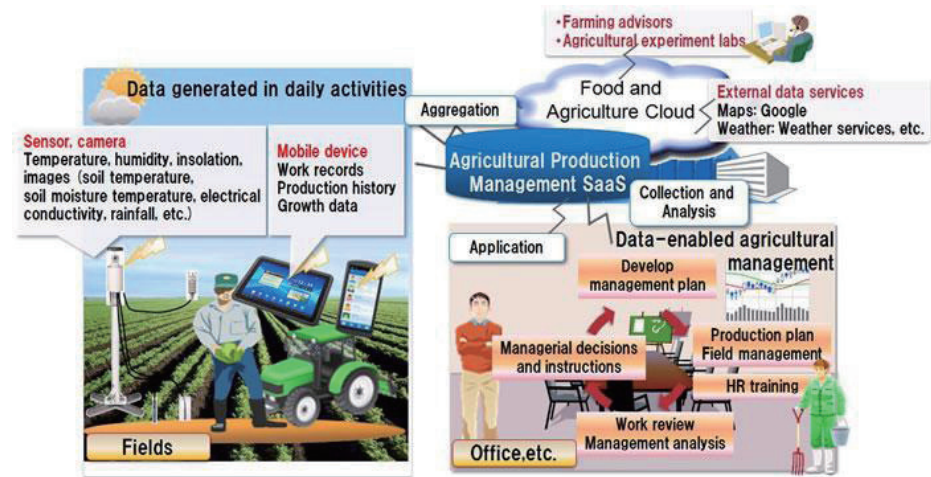 •Farming advisors
•Agricultural experiment labs
Data generated in daily activities
Aggregation
Food and
Agriculture Cloud
External data services
Maps: Google
Weather: Weather services, etc.
Sensor, camera
Temperature, humidity, insolation,
images (soil temperature,
soil moisture temperature, electrical
conductivity, rainfall, etc.)
Mobile device
Work records
Production history
Growth data
Agricultural Production
Management SaaS
Collection and
Analysis
Application
Data-enabled agricultural
management
Develop
management plan
Managerial decisions
and instructions
Production plan
Field management
HR training
Work review
Management analysis
Fields
Office,etc.